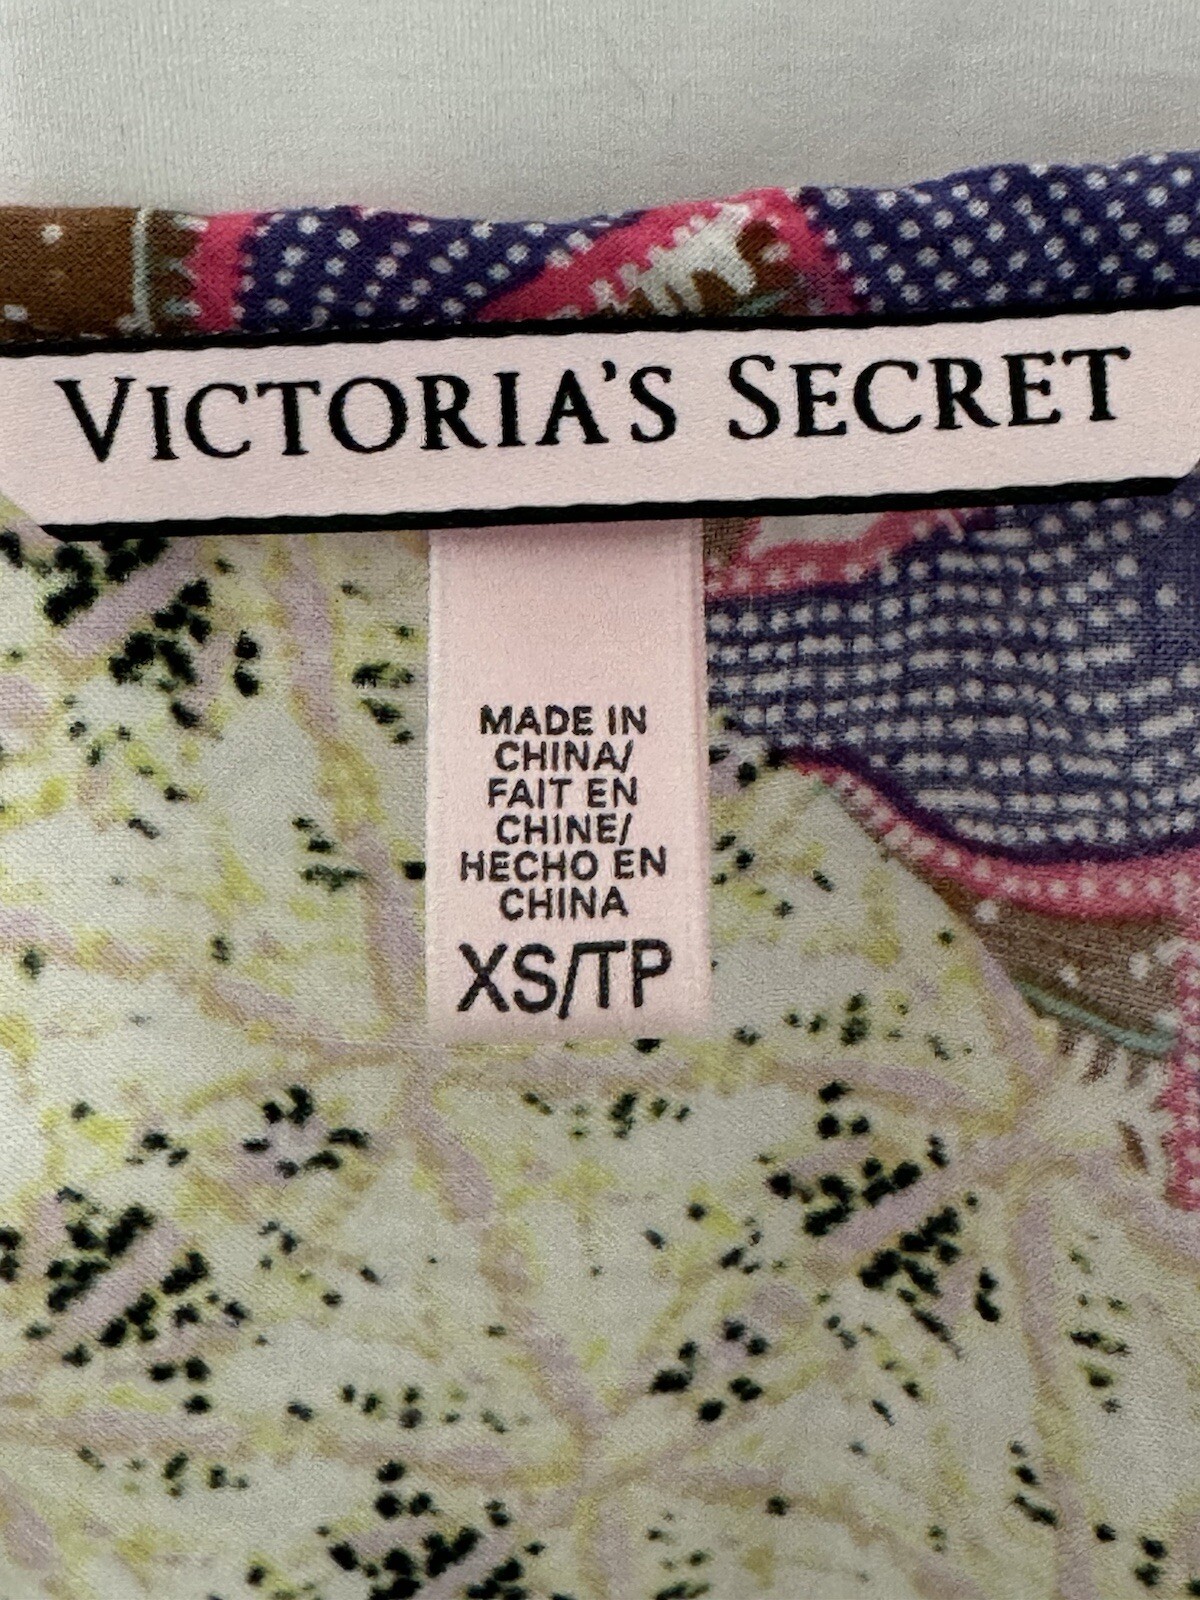 VICTORIA'S SECRET
MADE IN
CHINA/
FAIT EN
CHINE/
HECHO EN
CHINA
XS/TP